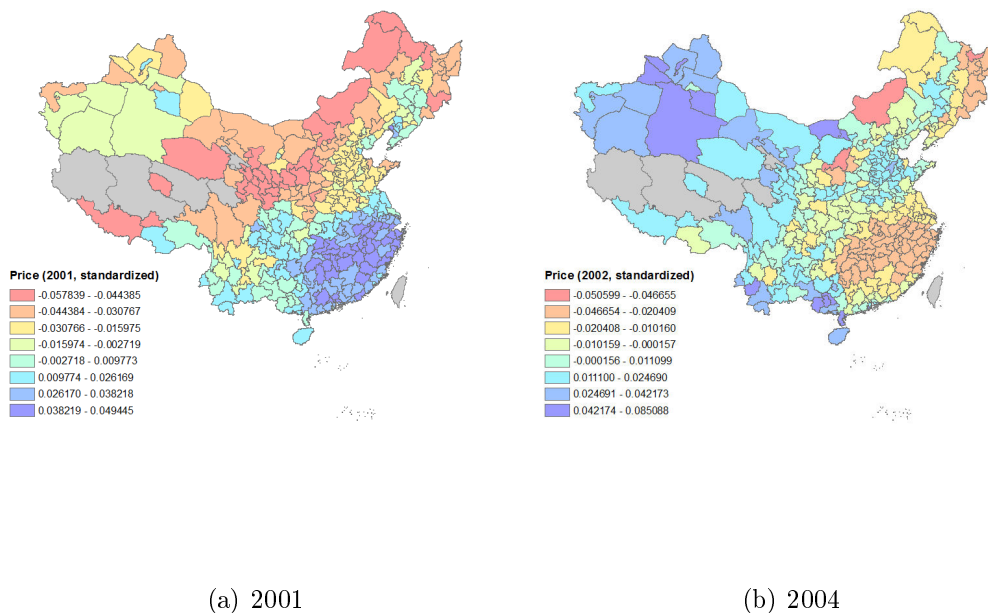 Price (2001, standardized)
-0.057839 - -0.044385
-0.044384 - -0.030767
-0.030766 - -0.015975
-0.015974 - -0.002719
-0.002718 - 0.009773
0.009774 - 0.026169
0.026170 - 0.038218
0.038219 - 0.049445
(a) 2001
Price (2002, standardized)
-0.050599 - -0.046655
-0.046654 - -0.020409
-0.020408 - -0.010160
-0.010159 - -0.000157
-0.000156 - 0.011099
0.011100 - 0.024690
0.024691 - 0.042173
0.042174 - 0.085088
(b) 2004